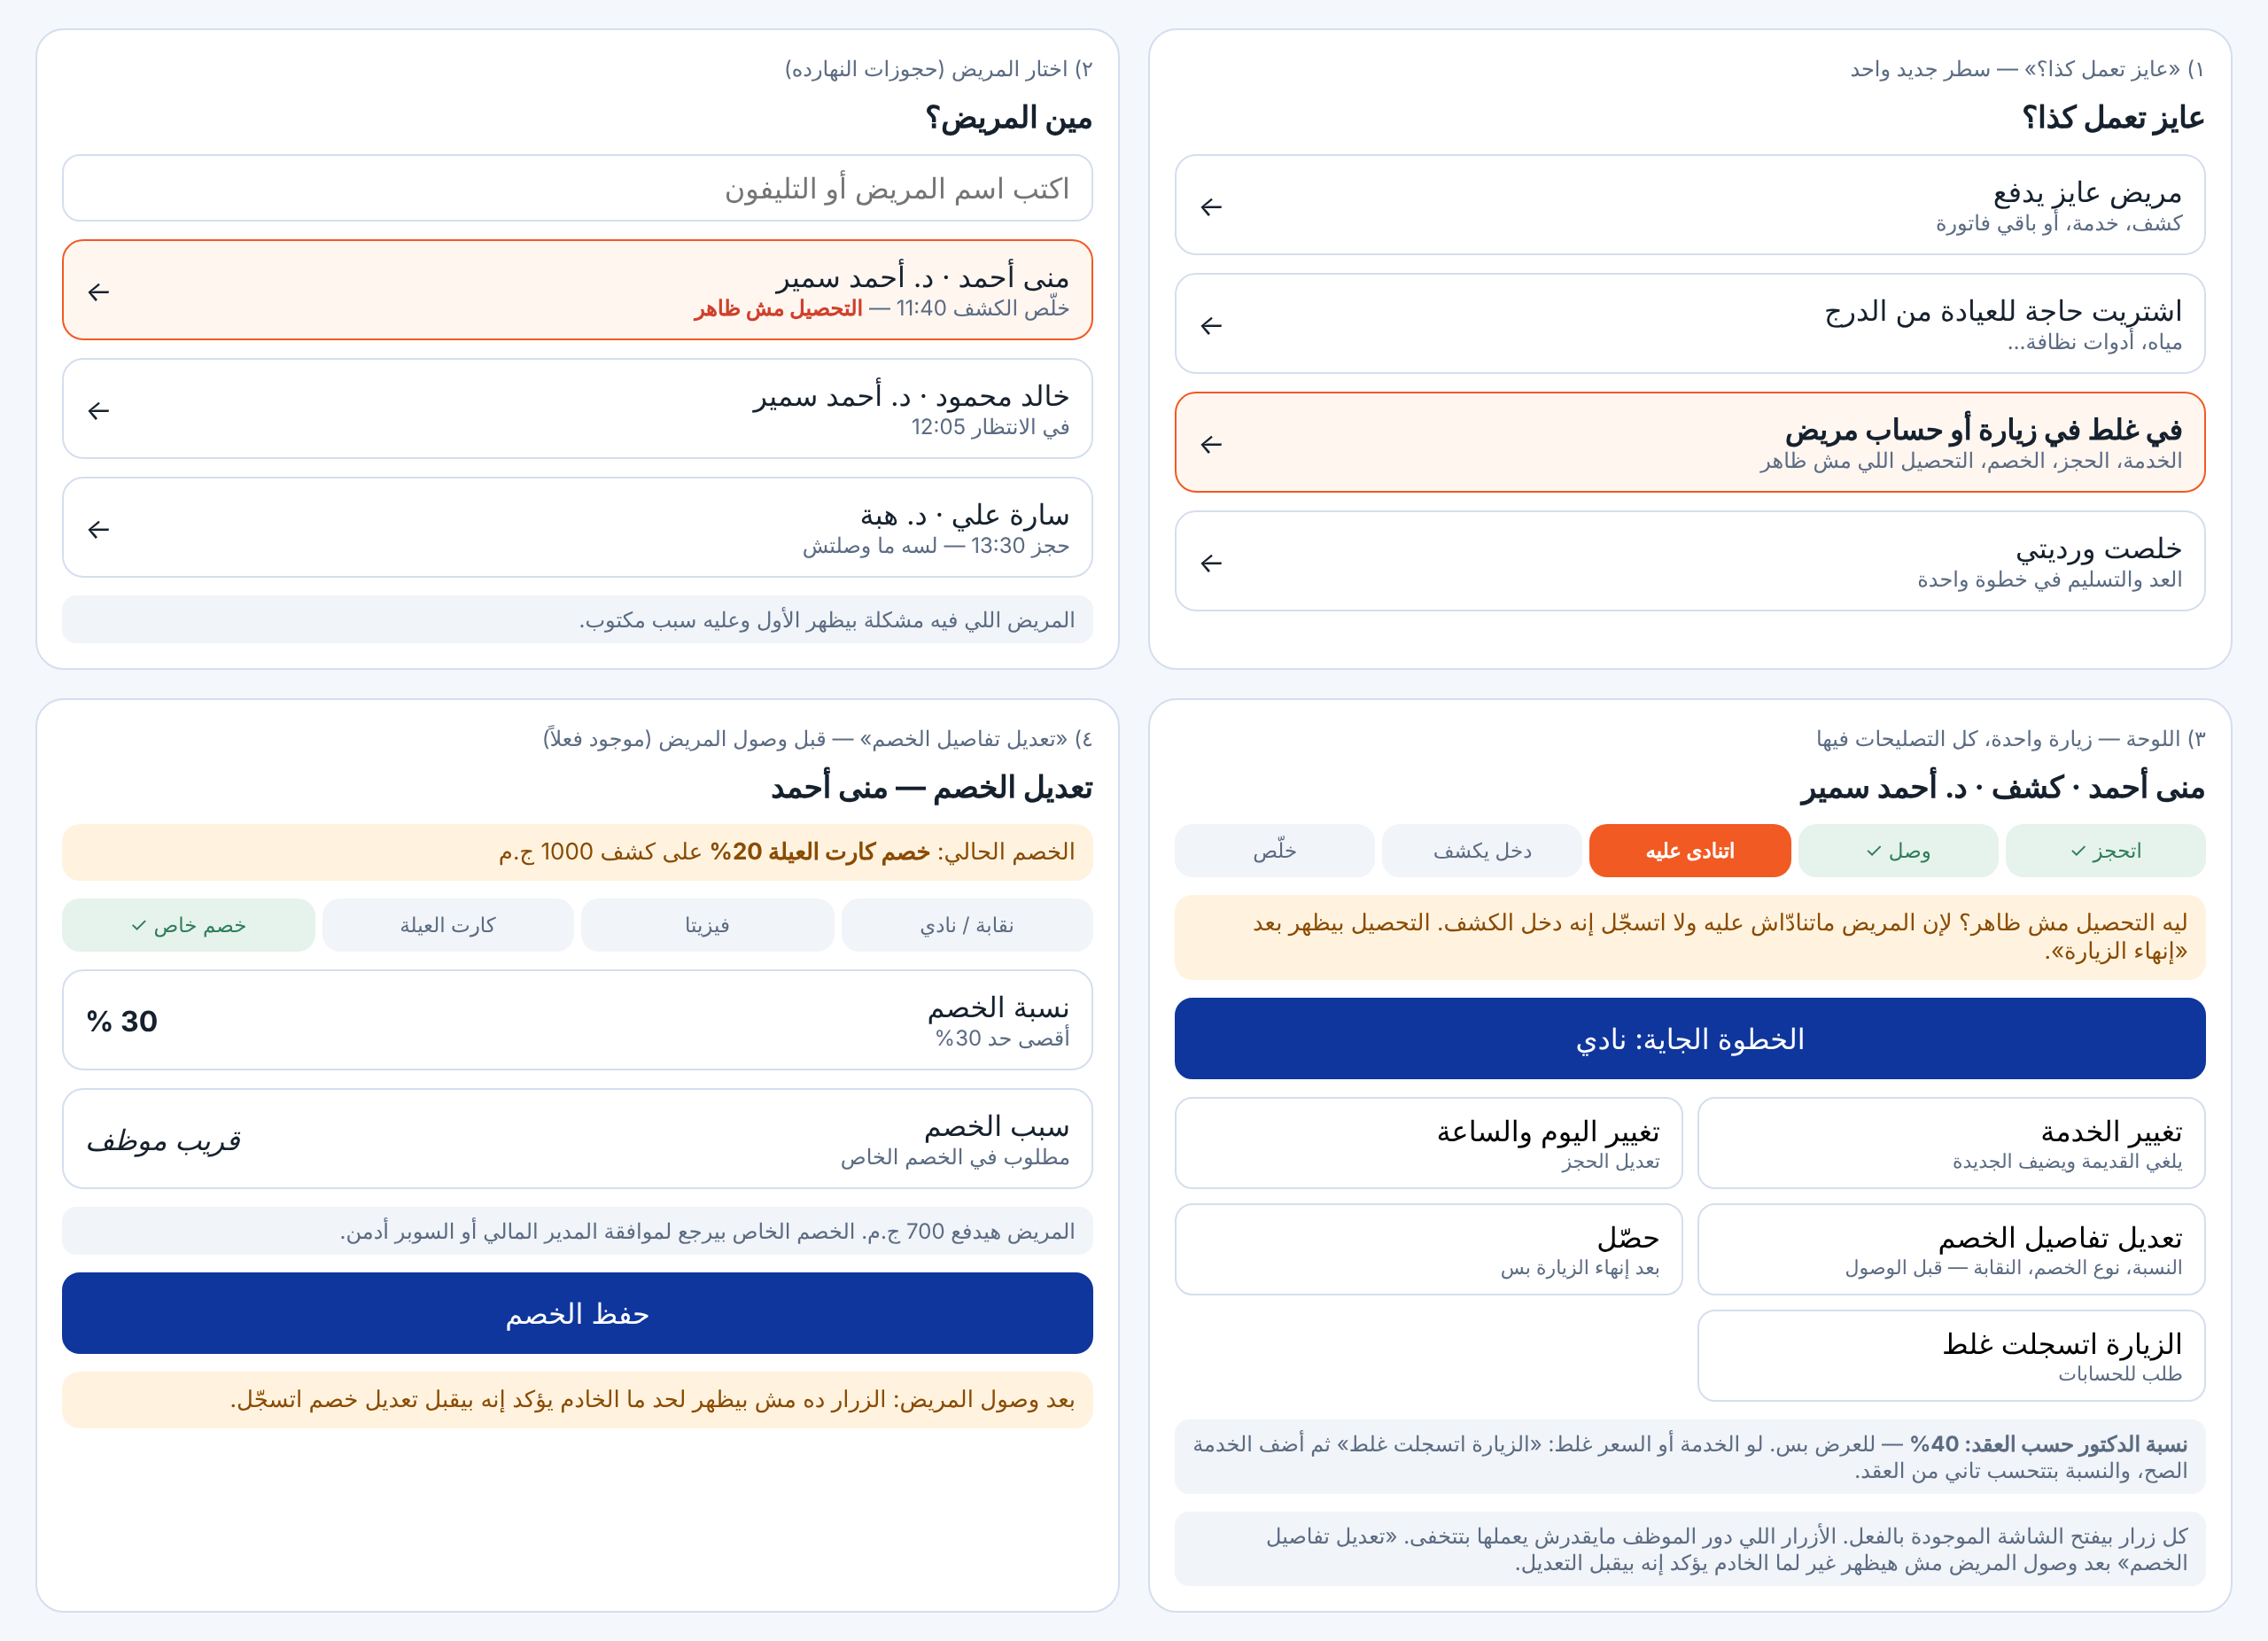 ١) «عايز تعمل كذا؟» — سطر جديد واحد
عايز تعمل كذا؟
مريض عايز يدفع
كشف، خدمة، أو باقي فاتورة
←
اشتريت حاجة للعيادة من الدرج
مياه، أدوات نظافة...
←
في غلط في زيارة أو حساب مريض
الخدمة، الحجز، الخصم، التحصيل اللي مش ظاهر
←
خلصت ورديتي
العد والتسليم في خطوة واحدة
←
٢) اختار المريض (حجوزات النهارده)
مين المريض؟
اكتب اسم المريض أو التليفون
منى أحمد · د. أحمد سمير
خلّص الكشف 11:40 — التحصيل مش ظاهر
←
خالد محمود · د. أحمد سمير
في الانتظار 12:05
←
سارة علي · د. هبة
حجز 13:30 — لسه ما وصلتش
←
المريض اللي فيه مشكلة بيظهر الأول وعليه سبب مكتوب.
٣) اللوحة — زيارة واحدة، كل التصليحات فيها
منى أحمد · كشف · د. أحمد سمير
اتحجز ✓
وصل ✓
اتنادى عليه
دخل يكشف
خلّص
ليه التحصيل مش ظاهر؟ لإن المريض ماتنادّاش عليه ولا اتسجّل إنه دخل الكشف. التحصيل بيظهر بعد
«إنهاء الزيارة».
الخطوة الجاية: نادي
تغيير الخدمة
يلغي القديمة ويضيف الجديدة
تغيير اليوم والساعة
تعديل الحجز
تعديل تفاصيل الخصم
النسبة، نوع الخصم، النقابة — قبل الوصول
حصّل
بعد إنهاء الزيارة بس
الزيارة اتسجلت غلط
طلب للحسابات
نسبة الدكتور حسب العقد: 40% — للعرض بس. لو الخدمة أو السعر غلط: «الزيارة اتسجلت غلط» ثم أضف الخدمة
الصح، والنسبة بتتحسب تاني من العقد.
كل زرار بيفتح الشاشة الموجودة بالفعل. الأزرار اللي دور الموظف مايقدرش يعملها بتتخفى. «تعديل تفاصيل
الخصم» بعد وصول المريض مش هيظهر غير لما الخادم يؤكد إنه بيقبل التعديل.
٤) «تعديل تفاصيل الخصم» — قبل وصول المريض (موجود فعلاً)
تعديل الخصم — منى أحمد
الخصم الحالي: خصم كارت العيلة 20% على كشف 1000 ج.م
نقابة / نادي
فيزيتا
كارت العيلة
خصم خاص ✓
نسبة الخصم
أقصى حد 30%
30 %
سبب الخصم
مطلوب في الخصم الخاص
قريب موظف
المريض هيدفع 700 ج.م. الخصم الخاص بيرجع لموافقة المدير المالي أو السوبر أدمن.
حفظ الخصم
بعد وصول المريض: الزرار ده مش بيظهر لحد ما الخادم يؤكد إنه بيقبل تعديل خصم اتسجّل.